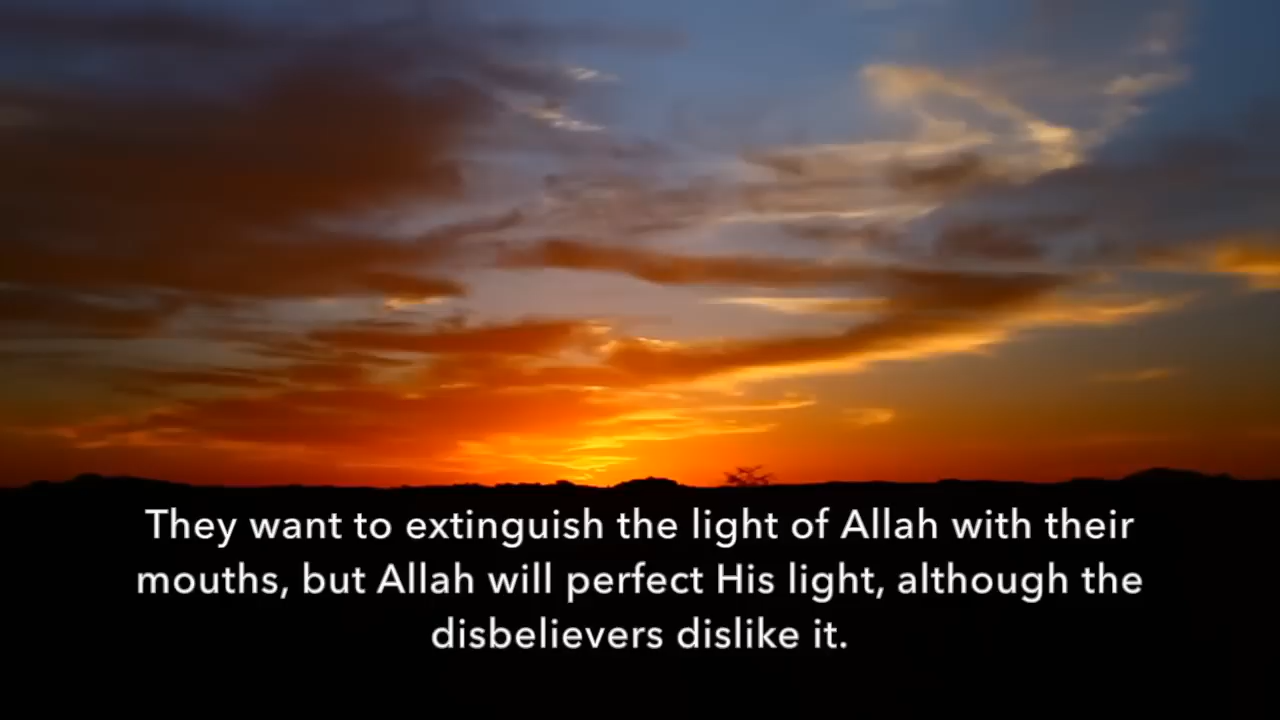 They want to extinguish the light of Allah with their
mouths, but Allah will perfect His light, although the
disbelievers dislike it.